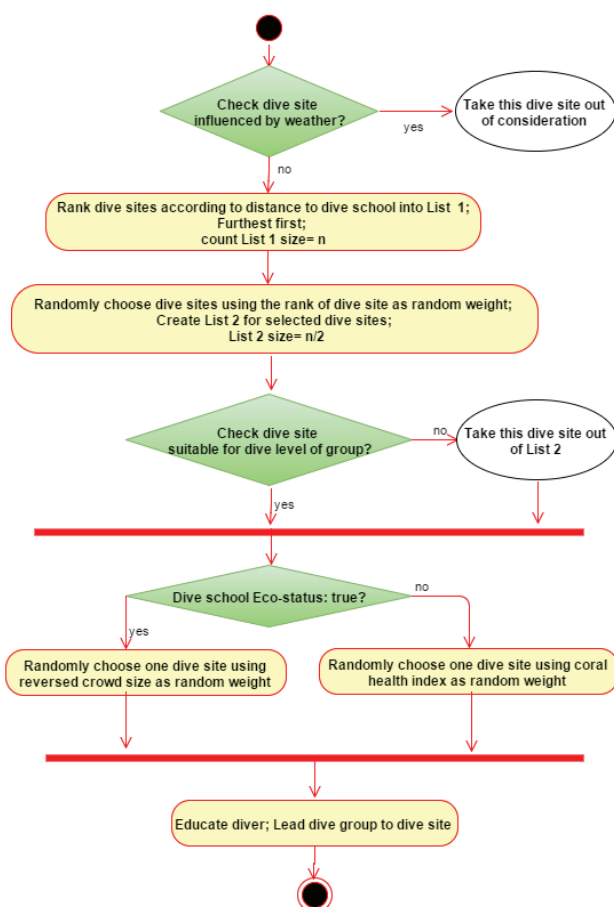 Check dive site
influenced by weather?
yes
Take this dive site out
of consideration
no
Rank dive sites according to distance to dive school into List 1;
Furthest first;
count List 1 size= n
Randomly choose dive sites using the rank of dive site as random weight;
Create List 2 for selected dive sites;
List 2 size= n/2
Check dive site
suitable for dive level of group?
no
Take this dive site out
of List 2
yes
Dive school Eco-status: true?
yes
no
Randomly choose one dive site using
reversed crowd size as random weight
Randomly choose one dive site using coral
health index as random weight
Educate diver; Lead dive group to dive site